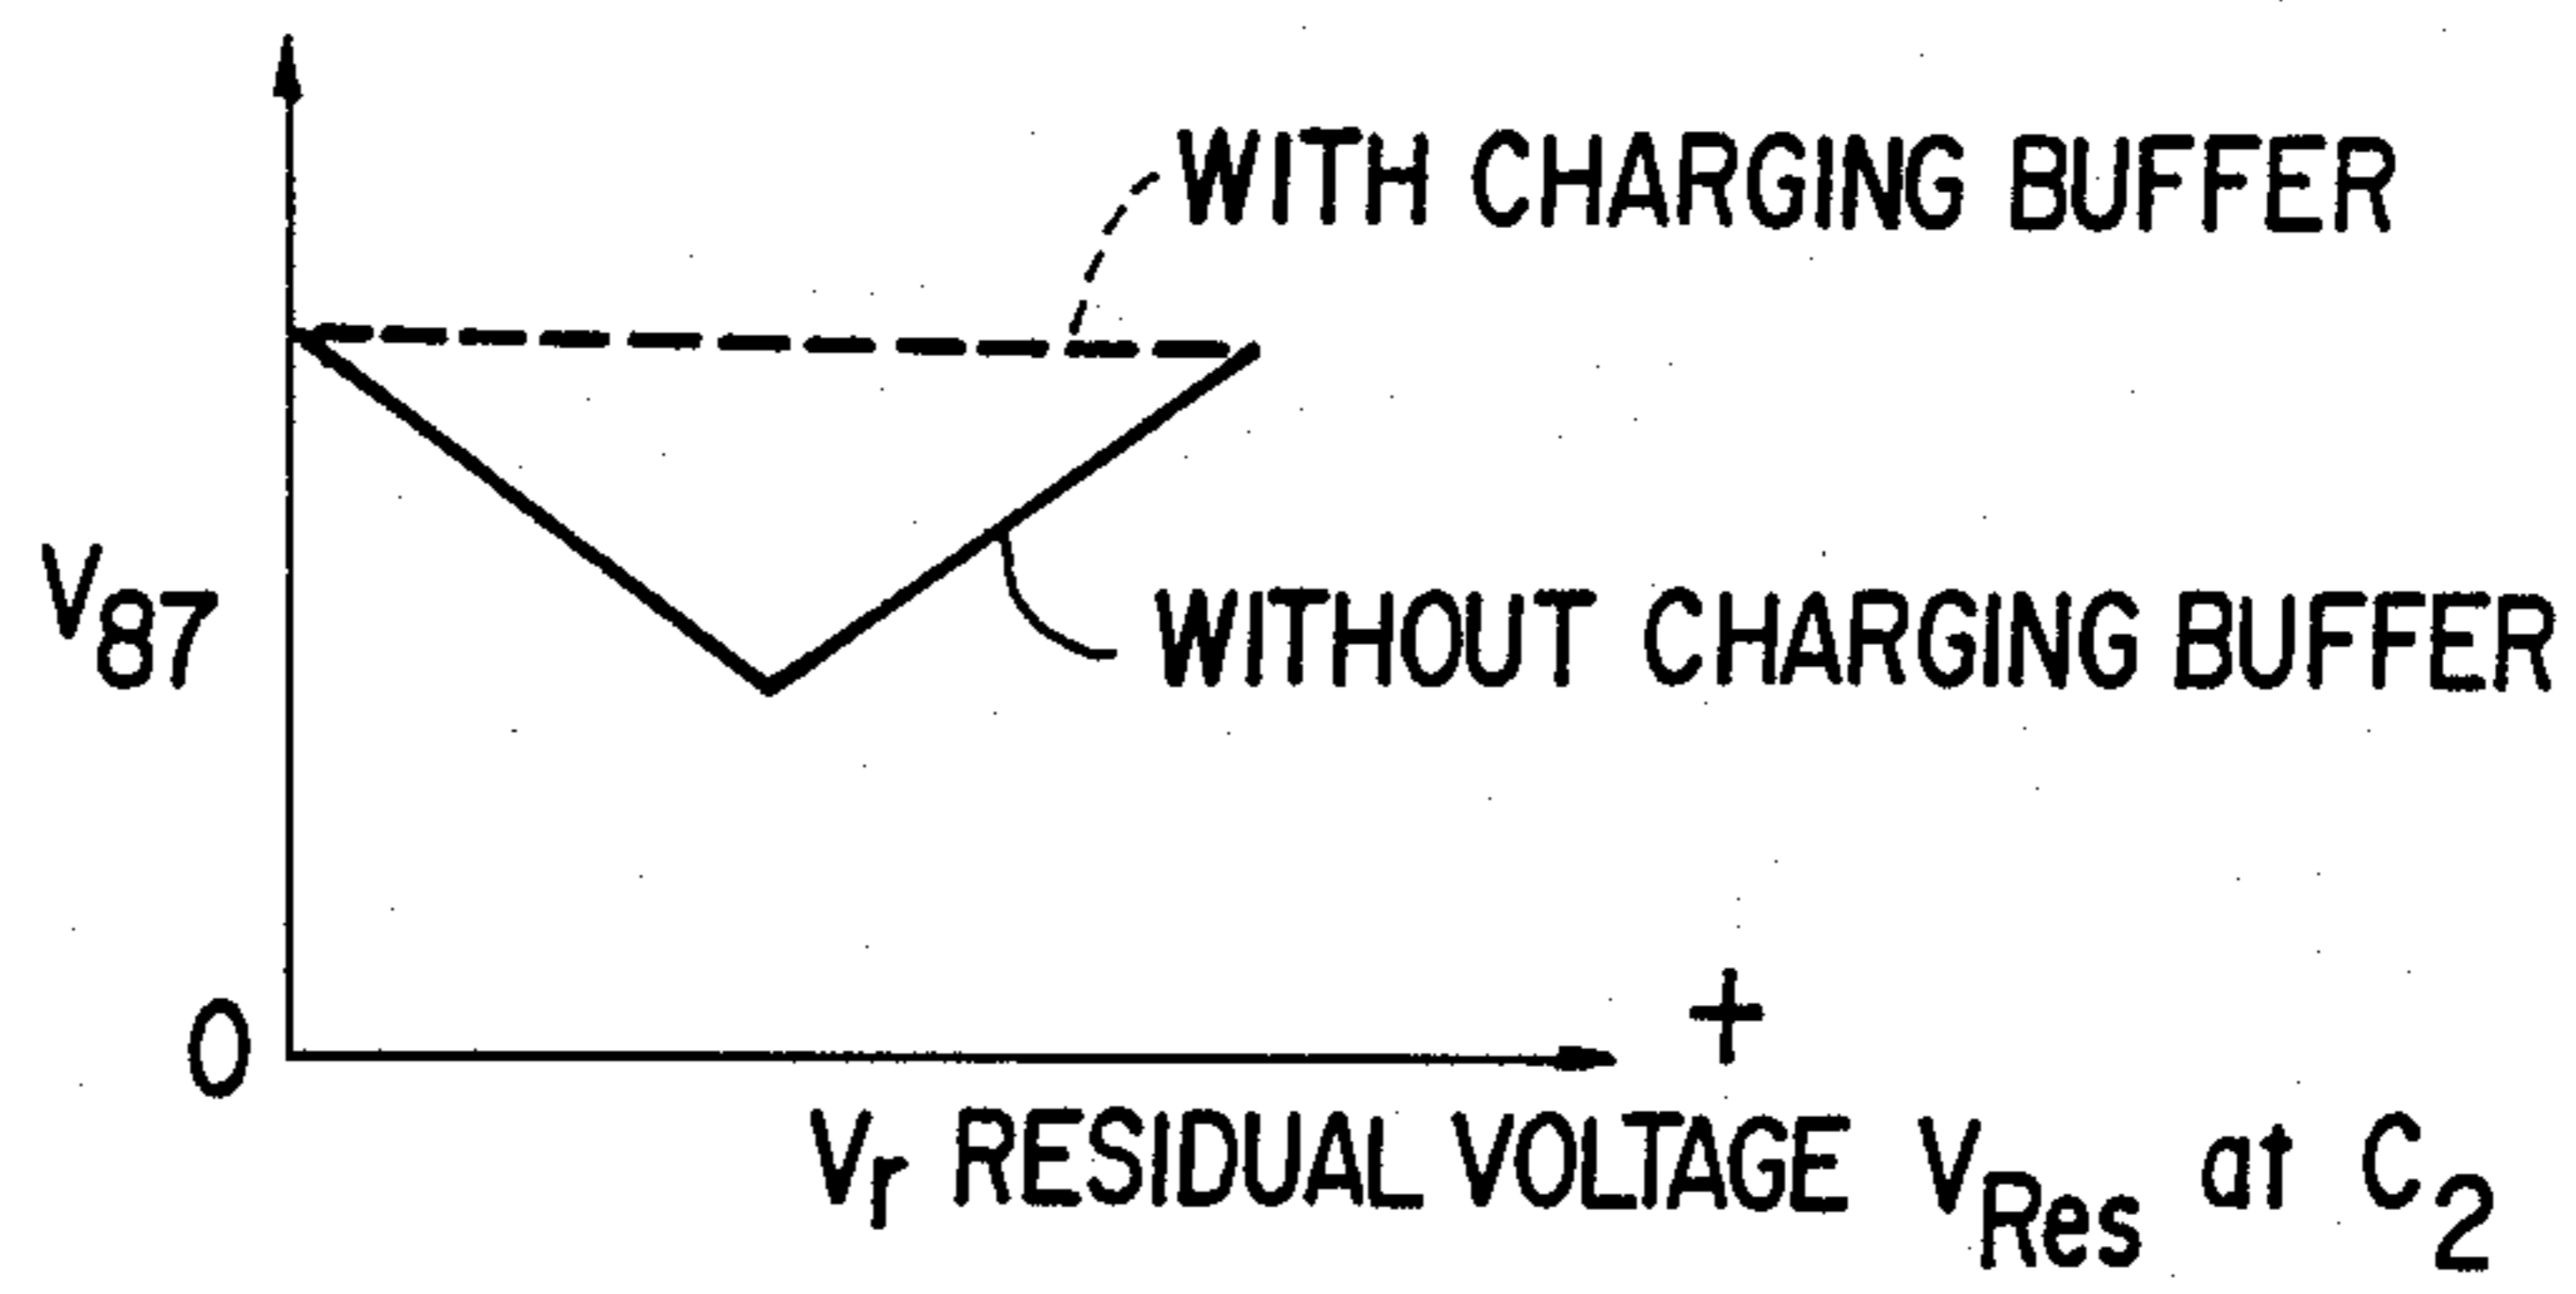 WITH CHARGING BUFFER
V87
WITHOUT CHARGING BUFFER
0
+
Vr RESIDUAL VOLTAGE VRes at C2